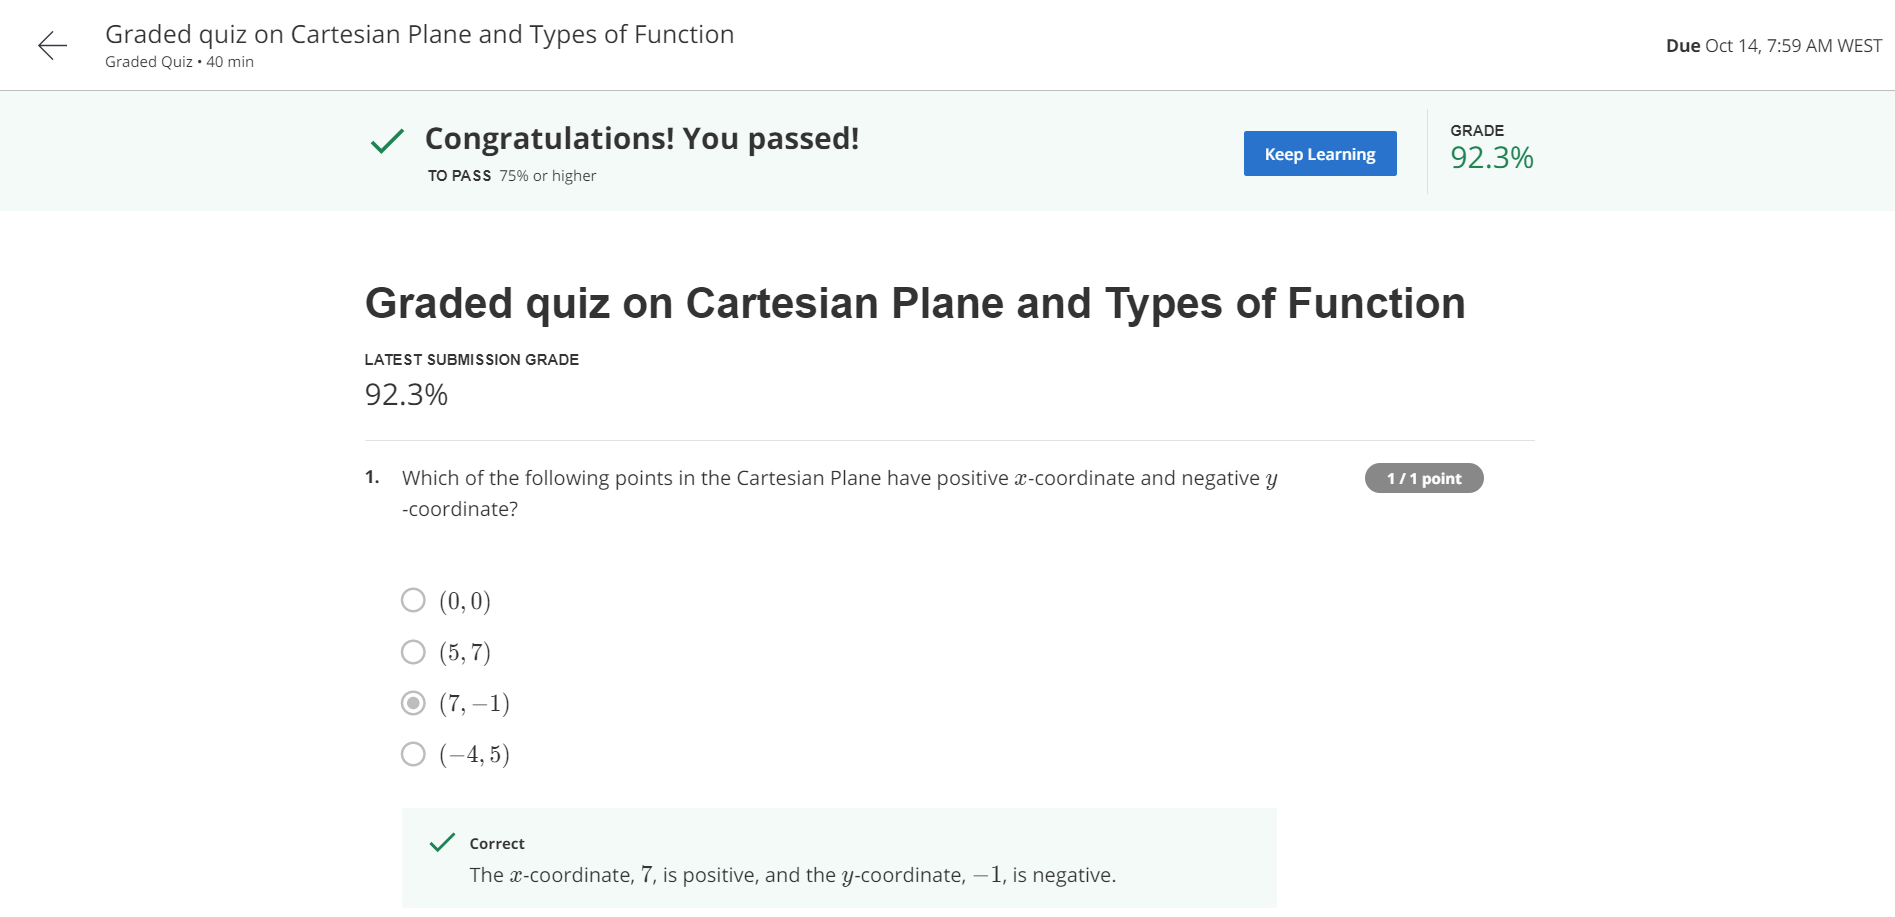 Graded quiz on Cartesian Plane and Types of Function
Graded Quiz • 40 min
Due Oct 14, 7:59 AM WEST
Congratulations! You passed!
TO PASS 75% or higher
Keep Learning
GRADE
92.3%
Graded quiz on Cartesian Plane and Types of Function
LATEST SUBMISSION GRADE
92.3%
1. Which of the following points in the Cartesian Plane have positive x-coordinate and negative y
-coordinate?
1 / 1 point
(0, 0)
(5, 7)
(7, −1)
(−4, 5)
Correct
The x-coordinate, 7, is positive, and the y-coordinate, −1, is negative.